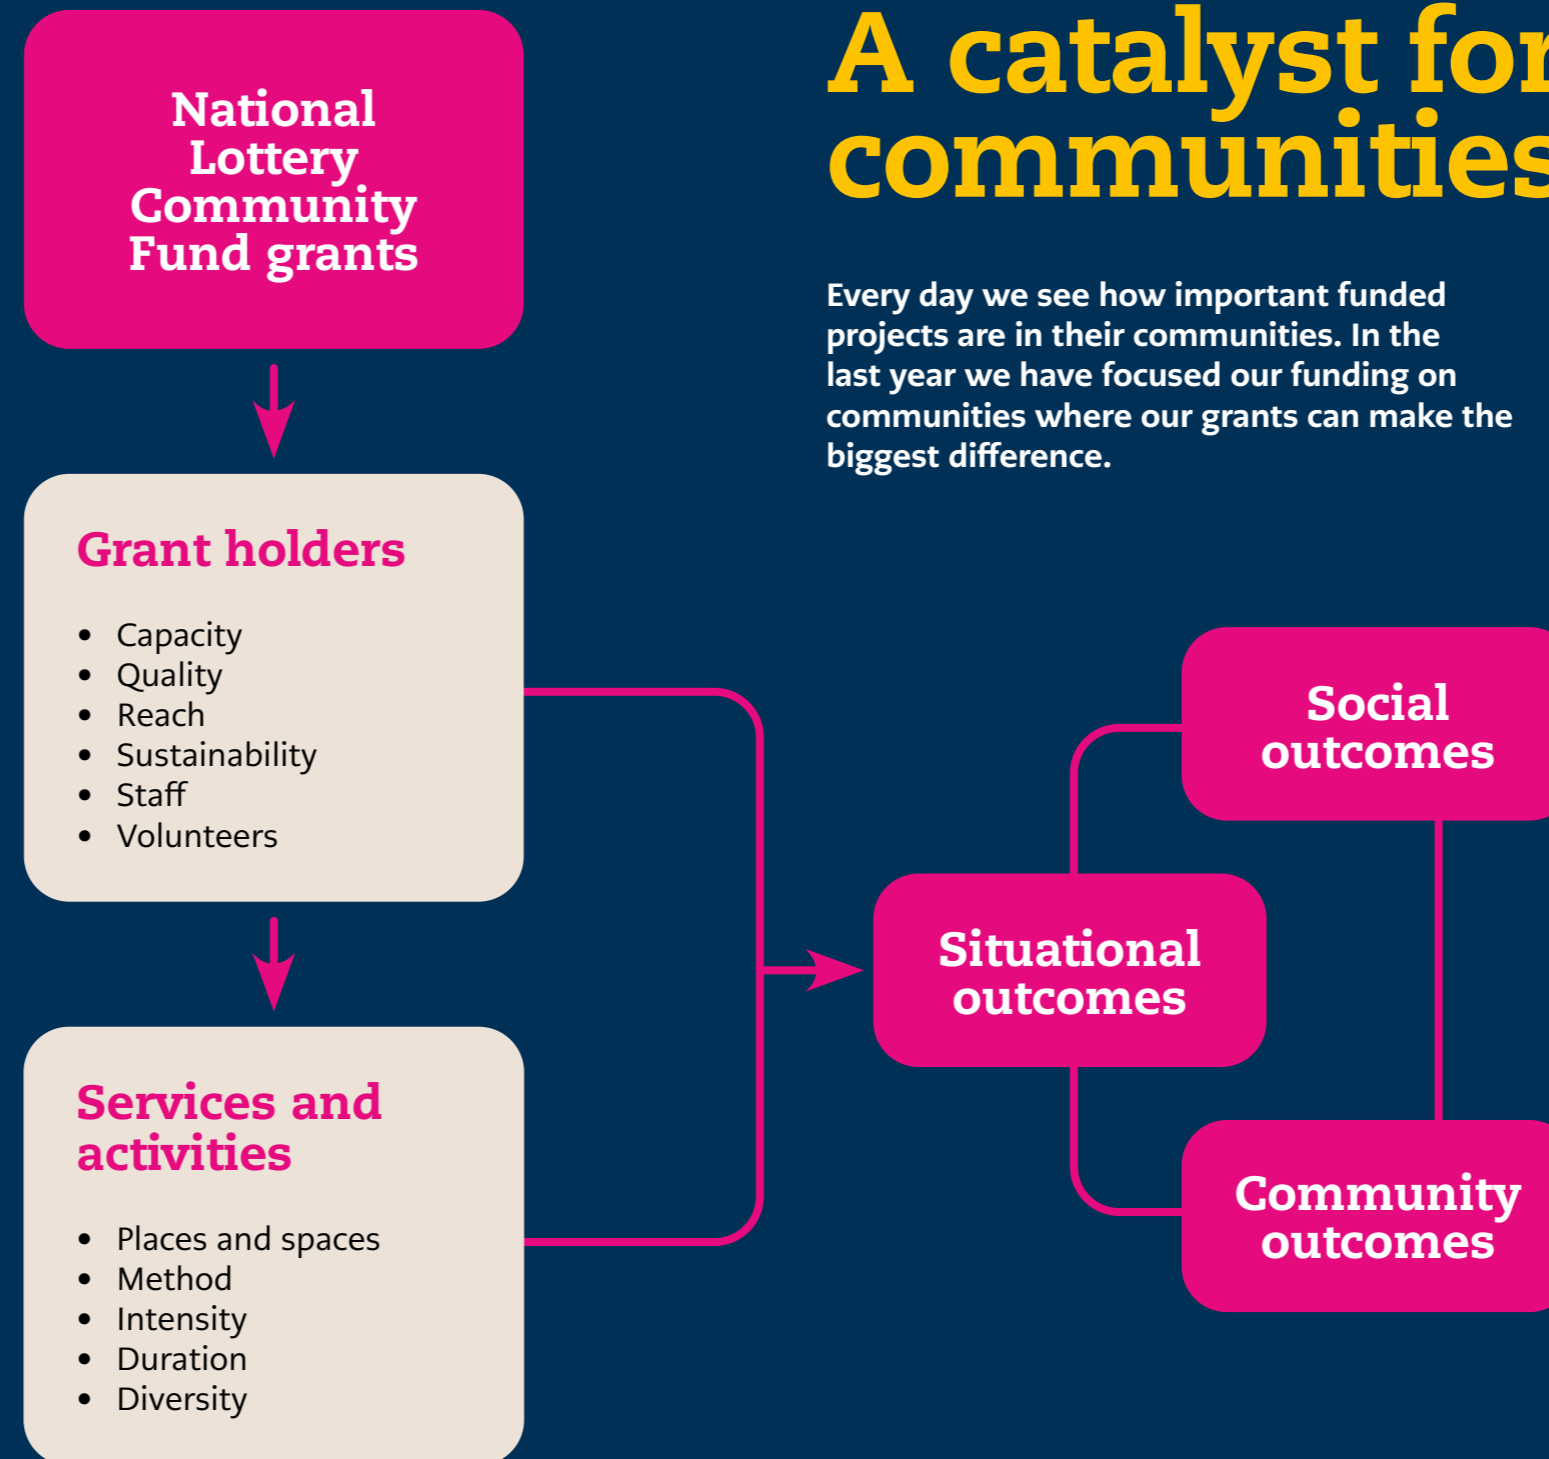 A catalyst for
communities
Every day we see how important funded
projects are in their communities. In the
last year we have focused our funding on
communities where our grants can make the
biggest difference.
National
Lottery
Community
Fund grants
Grant holders
• Capacity
• Quality
• Reach
• Sustainability
• Staff
• Volunteers
Services and
activities
• Places and spaces
• Method
• Intensity
• Duration
• Diversity
Situational
outcomes
Social
outcomes
Community
outcomes